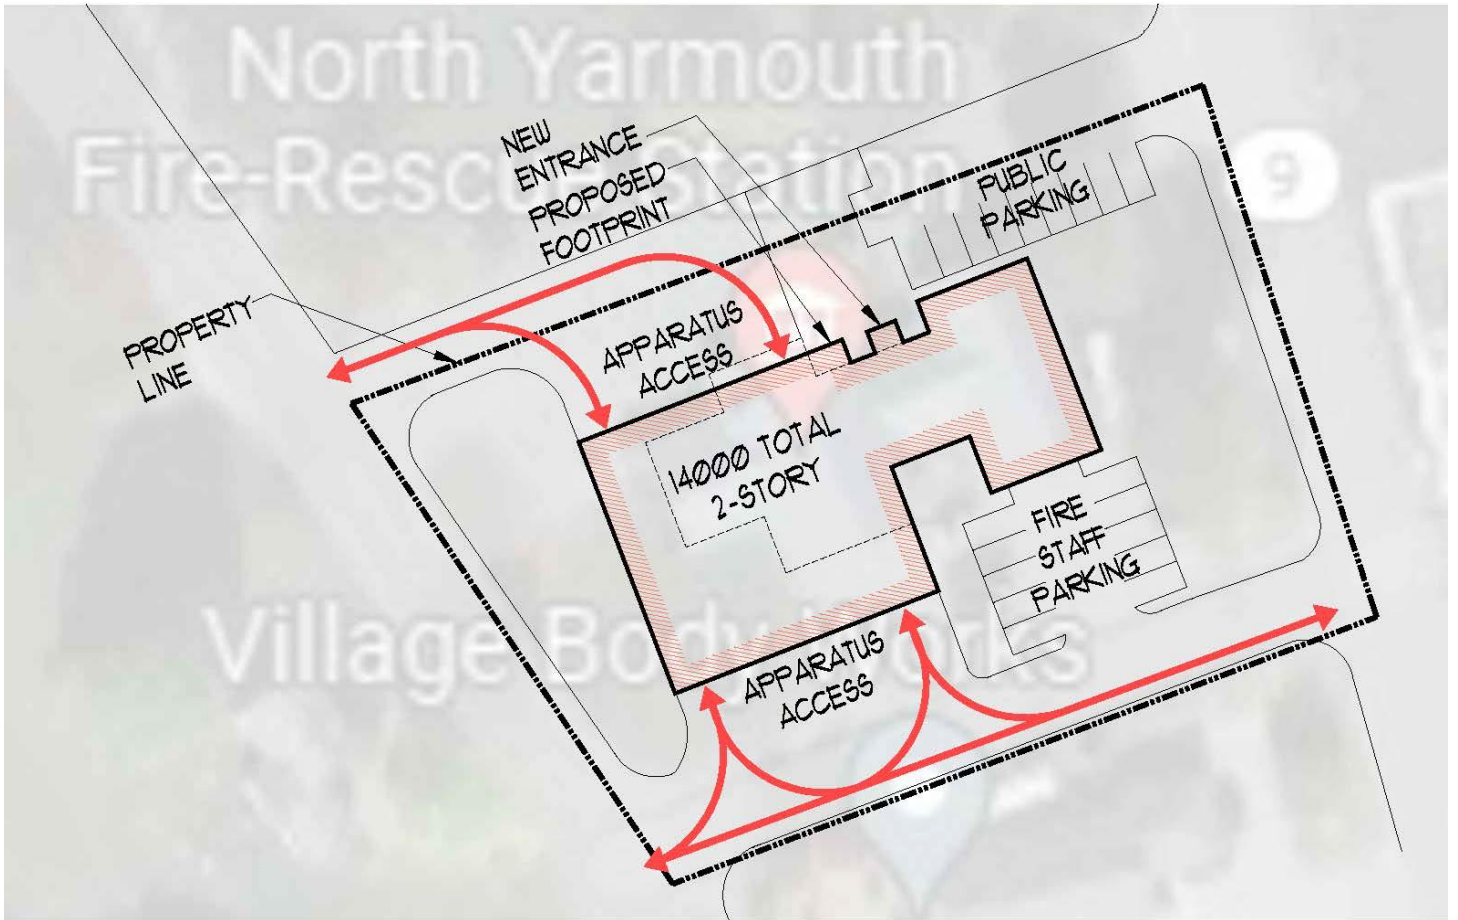 North Yarmouth
Fire-Rescue Station
9
NEW
ENTRANCE
PROPOSED
FOOTPRINT
PUBLIC
PARKING
PROPERTY
LINE
APPARATUS
ACCESS
14000 TOTAL
2-STORY
FIRE
STAFF
PARKING
Village Body Works
APPARATUS
ACCESS